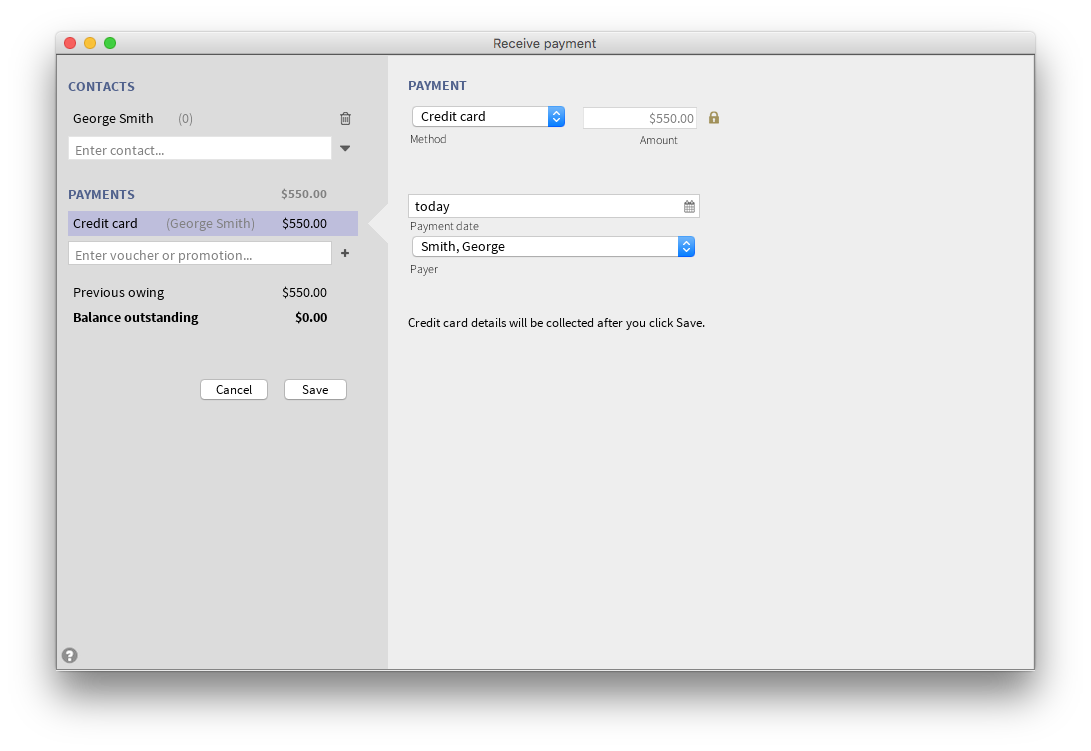 Receive payment
CONTACTS
George Smith (0)
Enter contact...
PAYMENTS $550.00
Credit card (George Smith) $550.00
Enter voucher or promotion...
Previous owing $550.00
Balance outstanding $0.00
Cancel Save
?
PAYMENT
Credit card $550.00
Method Amount
today
Payment date
Smith, George
Payer
Credit card details will be collected after you click Save.